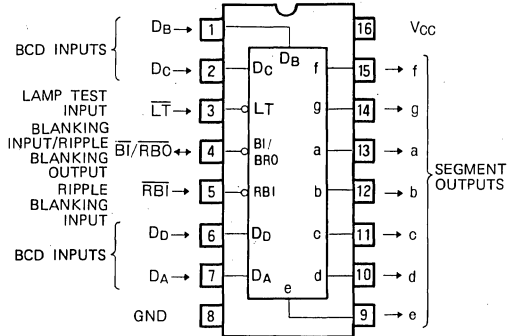 BCD INPUTS
DB→ 1
DC→ 2
LAMP TEST
INPUT
LT 3
BLANKING
INPUT/RIPPLE
BLANKING
OUTPUT
BI/RBO 4
RIPPLE
BLANKING
INPUT
RBI 5
BCD INPUTS
DD→ 6
DA→ 7
GND 8
DB
DC f
LT g
BI/
BRO a
RBI b
DD c
DA d
e
16 VCC
15 → f
14 → g
13 → a
12 → b
11 → c
10 → d
9 → e
SEGMENT
OUTPUTS